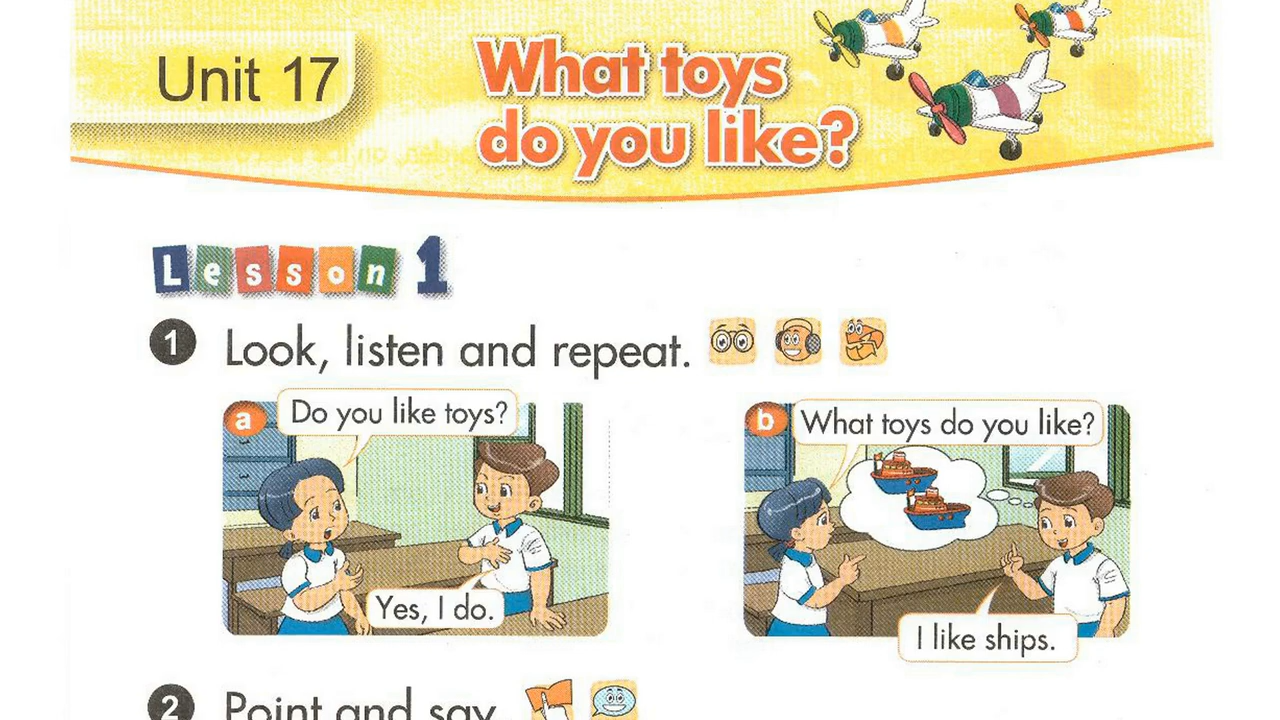 Unit 17
What toys
do you like?
Lesson 1
1 Look, listen and repeat.
a Do you like toys?
Yes, I do.
b What toys do you like?
I like ships.
2 Point and say.